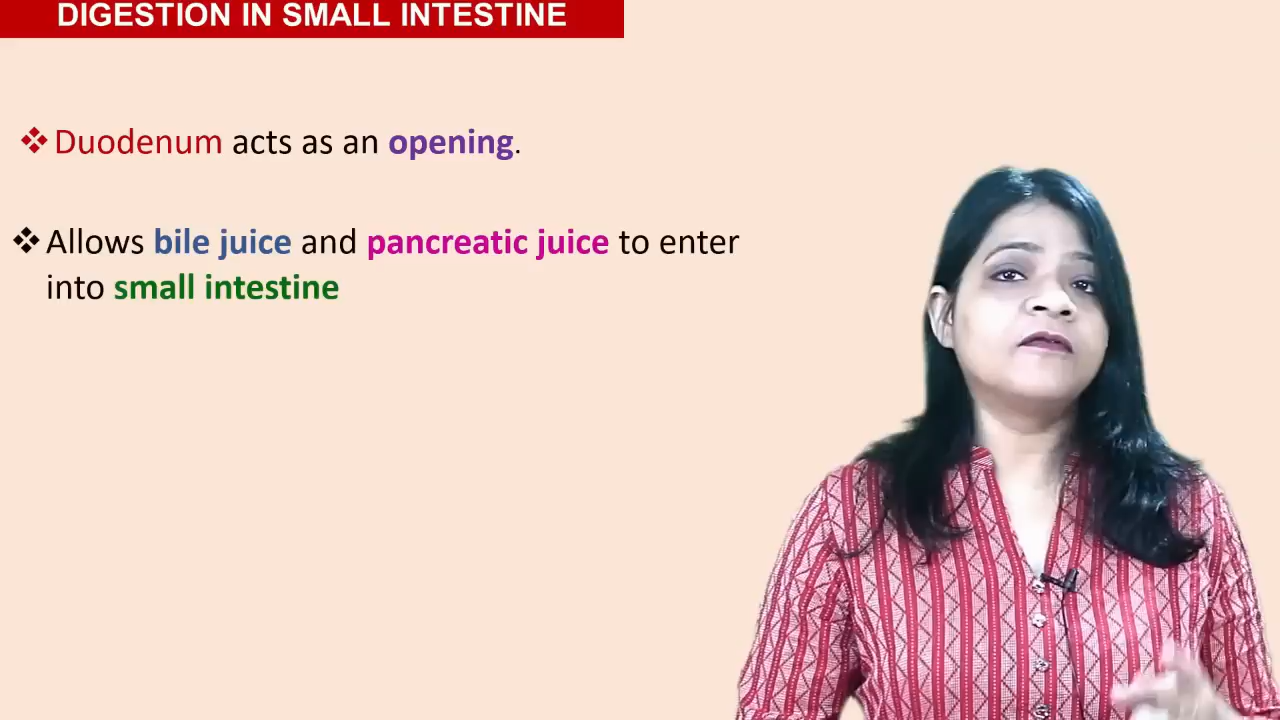 DIGESTION IN SMALL INTESTINE
❖Duodenum acts as an opening.
❖Allows bile juice and pancreatic juice to enter
into small intestine